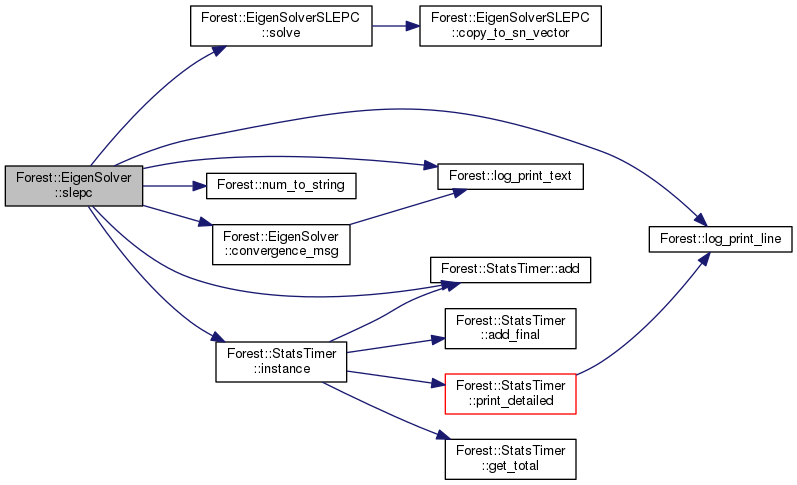 Forest::EigenSolverSLEPC
::solve
Forest::EigenSolverSLEPC
::copy_to_sn_vector
Forest::EigenSolver
::slepc
Forest::log_print_text
Forest::num_to_string
Forest::EigenSolver
::convergence_msg
Forest::log_print_line
Forest::StatsTimer::add
Forest::StatsTimer
::add_final
Forest::StatsTimer
::instance
Forest::StatsTimer
::print_detailed
Forest::StatsTimer
::get_total